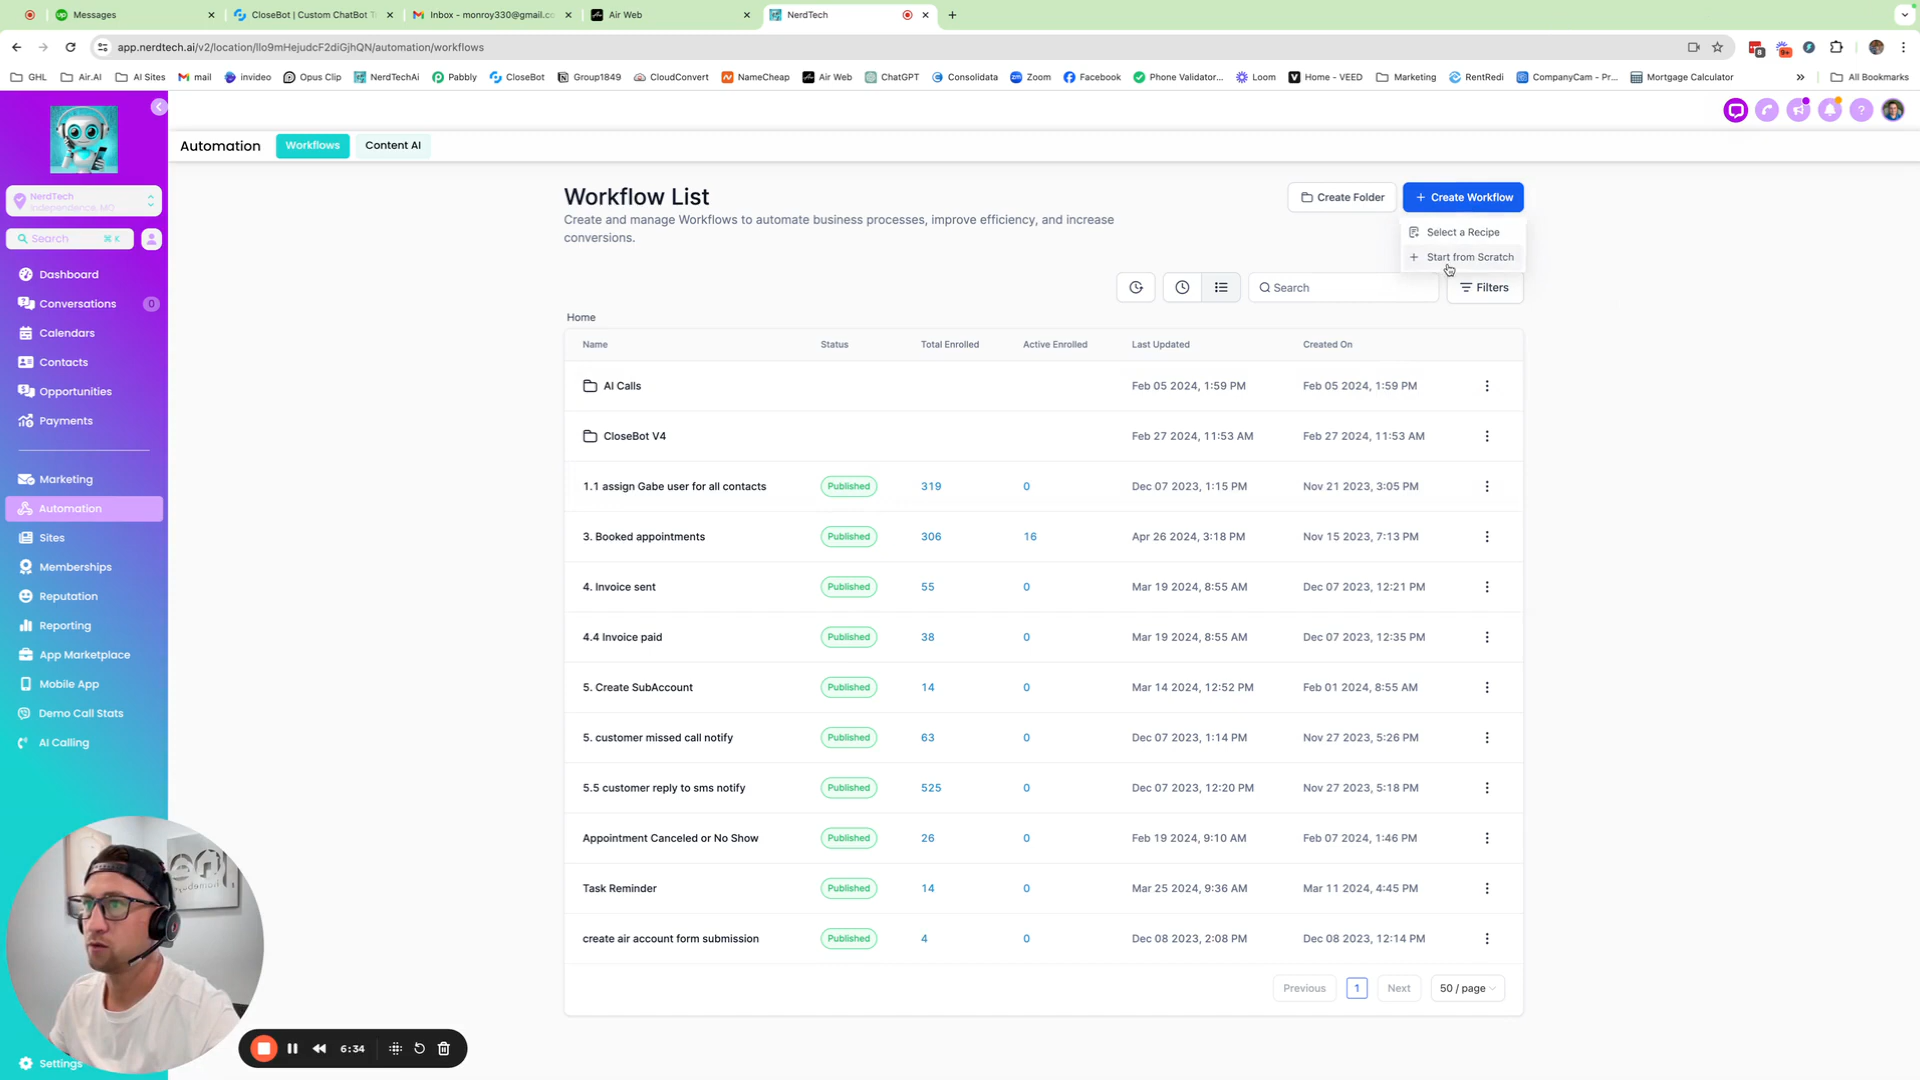 Messages
CloseBot | Custom ChatBot T
Inbox - monroy330@gmail.co
Air Web
NerdTech
app.nerdtech.ai/v2/location/Ilo9mHejudcF2diGjhQN/automation/workflows
GHL
Air.AI
AI Sites
mail
invideo
Opus Clip
NerdTechAi
Pabbly
CloseBot
Group1849
CloudConvert
NameCheap
Air Web
ChatGPT
Consolidata
Zoom
Facebook
Phone Validator...
Loom
Home - VEED
Marketing
RentRedi
CompanyCam - Pr...
Mortgage Calculator
All Bookmarks
Automation
Workflows
Content AI
NerdTech
Independence, MO
Search
⌘ K
Dashboard
Conversations
0
Calendars
Contacts
Opportunities
Payments
Marketing
Automation
Sites
Memberships
Reputation
Reporting
App Marketplace
Mobile App
Demo Call Stats
AI Calling
Settings
Workflow List
Create and manage Workflows to automate business processes, improve efficiency, and increase
conversions.
Create Folder
+ Create Workflow
Select a Recipe
+ Start from Scratch
Search
Filters
Home
Name Status Total Enrolled Active Enrolled Last Updated Created On
AI Calls Feb 05 2024, 1:59 PM Feb 05 2024, 1:59 PM
CloseBot V4 Feb 27 2024, 11:53 AM Feb 27 2024, 11:53 AM
1.1 assign Gabe user for all contacts Published 319 0 Dec 07 2023, 1:15 PM Nov 21 2023, 3:05 PM
3. Booked appointments Published 306 16 Apr 26 2024, 3:18 PM Nov 15 2023, 7:13 PM
4. Invoice sent Published 55 0 Mar 19 2024, 8:55 AM Dec 07 2023, 12:21 PM
4.4 Invoice paid Published 38 0 Mar 19 2024, 8:55 AM Dec 07 2023, 12:35 PM
5. Create SubAccount Published 14 0 Mar 14 2024, 12:52 PM Feb 01 2024, 8:55 AM
5. customer missed call notify Published 63 0 Dec 07 2023, 1:14 PM Nov 27 2023, 5:26 PM
5.5 customer reply to sms notify Published 525 0 Dec 07 2023, 12:20 PM Nov 27 2023, 5:18 PM
Appointment Canceled or No Show Published 26 0 Feb 19 2024, 9:10 AM Feb 07 2024, 1:46 PM
Task Reminder Published 14 0 Mar 25 2024, 9:36 AM Mar 11 2024, 4:45 PM
create air account form submission Published 4 0 Dec 08 2023, 2:08 PM Dec 08 2023, 12:14 PM
Previous 1 Next 50 / page
6:34